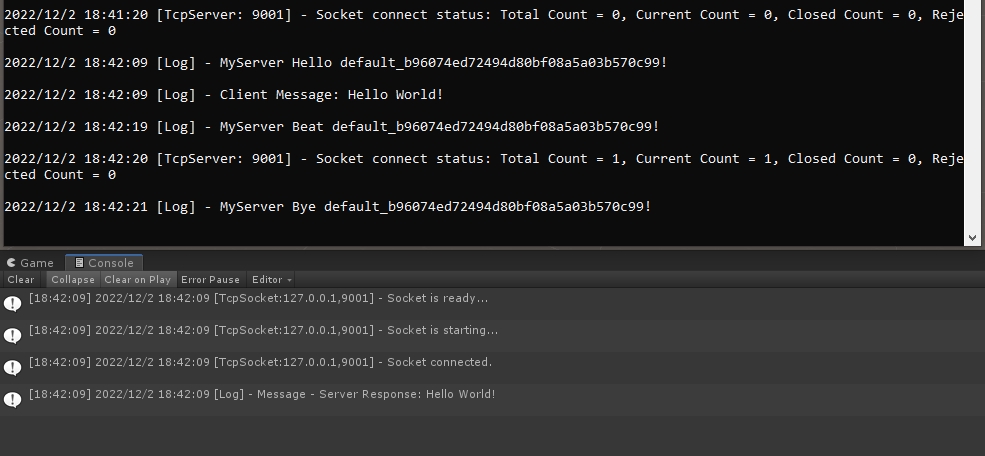 2022/12/2 18:41:20 [TcpServer: 9001] - Socket connect status: Total Count = 0, Current Count = 0, Closed Count = 0, Reje
cted Count = 0
2022/12/2 18:42:09 [Log] - MyServer Hello default_b96074ed72494d80bf08a5a03b570c99!
2022/12/2 18:42:09 [Log] - Client Message: Hello World!
2022/12/2 18:42:19 [Log] - MyServer Beat default_b96074ed72494d80bf08a5a03b570c99!
2022/12/2 18:42:20 [TcpServer: 9001] - Socket connect status: Total Count = 1, Current Count = 1, Closed Count = 0, Reje
cted Count = 0
2022/12/2 18:42:21 [Log] - MyServer Bye default_b96074ed72494d80bf08a5a03b570c99!
Game Console
Clear Collapse Clear on Play Error Pause Editor
[18:42:09] 2022/12/2 18:42:09 [TcpSocket:127.0.0.1,9001] - Socket is ready...
[18:42:09] 2022/12/2 18:42:09 [TcpSocket:127.0.0.1,9001] - Socket is starting...
[18:42:09] 2022/12/2 18:42:09 [TcpSocket:127.0.0.1,9001] - Socket connected.
[18:42:09] 2022/12/2 18:42:09 [Log] - Message - Server Response: Hello World!